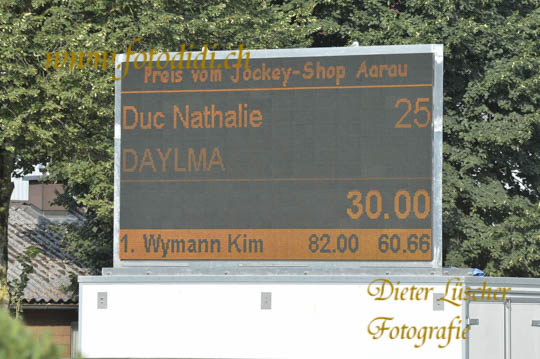 www.fotodidi.ch
Preis vom Jockey-Shop Aarau
Duc Nathalie 25
DAYLMA
30.00
1. Wymann Kim 82.00 60.66
Dieter Lüscher
Fotografie